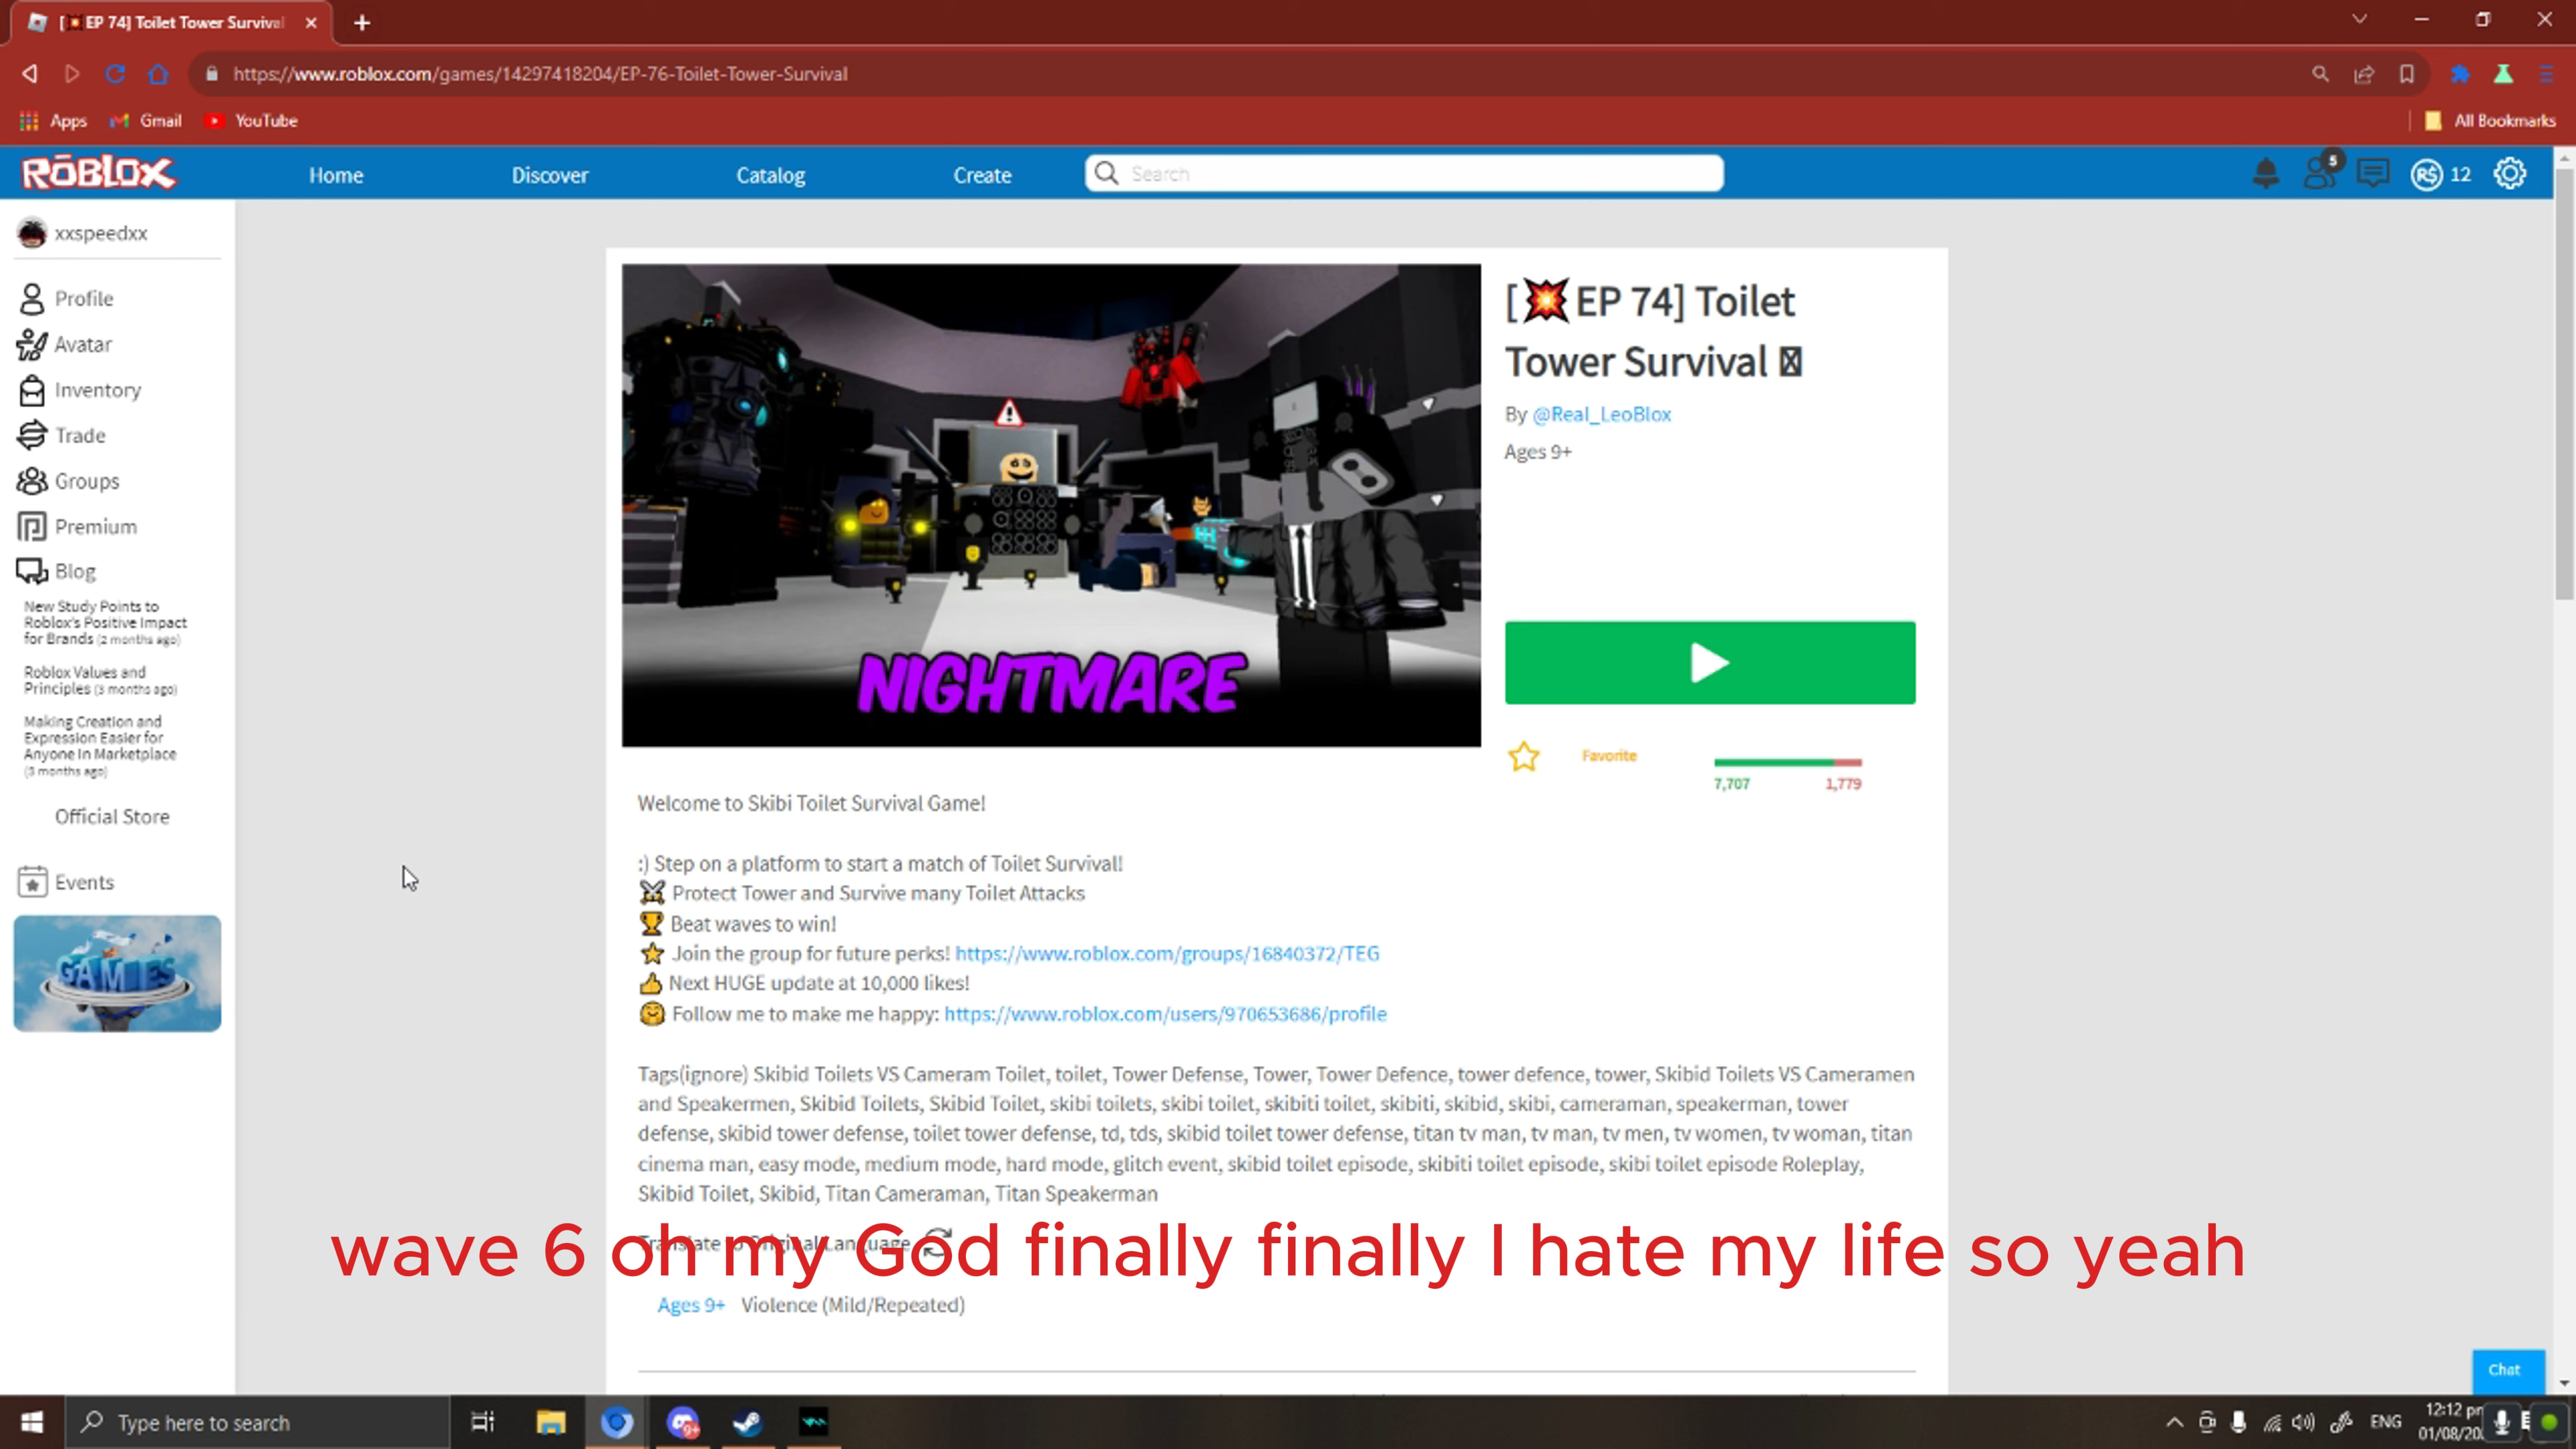 [💥EP 74] Toilet Tower Survival
https://www.roblox.com/games/14297418204/EP-76-Toilet-Tower-Survival
Apps
Gmail
YouTube
All Bookmarks
ROBLOX
Home
Discover
Catalog
Create
Search
5
R$
12
xxspeedxx
Profile
Avatar
Inventory
Trade
Groups
Premium
Blog
New Study Points to
Roblox's Positive Impact
for Brands (2 months ago)
Roblox Values and
Principles (3 months ago)
Making Creation and
Expression Easier for
Anyone in Marketplace
(3 months ago)
Official Store
Events
GAMES
NIGHTMARE
[💥EP 74] Toilet
Tower Survival
By @Real_LeoBlox
Ages 9+
Favorite
7,707
1,779
Welcome to Skibi Toilet Survival Game!
:) Step on a platform to start a match of Toilet Survival!
⚔️ Protect Tower and Survive many Toilet Attacks
🏆 Beat waves to win!
⭐ Join the group for future perks! https://www.roblox.com/groups/16840372/TEG
👍 Next HUGE update at 10,000 likes!
🤗 Follow me to make me happy: https://www.roblox.com/users/970653686/profile
Tags(ignore) Skibid Toilets VS Cameram Toilet, toilet, Tower Defense, Tower, Tower Defence, tower defence, tower, Skibid Toilets VS Cameramen
and Speakermen, Skibid Toilets, Skibid Toilet, skibi toilets, skibi toilet, skibiti toilet, skibiti, skibid, skibi, cameraman, speakerman, tower
defense, skibid tower defense, toilet tower defense, td, tds, skibid toilet tower defense, titan tv man, tv man, tv men, tv women, tv woman, titan
cinema man, easy mode, medium mode, hard mode, glitch event, skibid toilet episode, skibiti toilet episode, skibi toilet episode Roleplay,
Skibid Toilet, Skibid, Titan Cameraman, Titan Speakerman
Translate to Original Language
wave 6 oh my God finally finally I hate my life so yeah
Ages 9+ Violence (Mild/Repeated)
Chat
Type here to search
9+
ENG
12:12
01/08/20